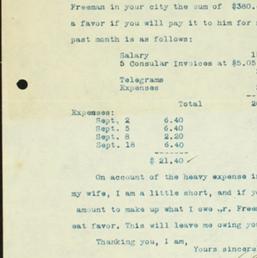 Freeman in your city the sum of $380.
a favor if you will pay it to him for
past month is as follows:
Salary
5 Consular Invoices at $5.05
Telegrams
Expenses
Total
Expenses:
Sept. 2 6.40
Sept. 5 6.40
Sept. 8 2.20
Sept. 18 6.40
$ 21.40
On account of the heavy expense
my wife, I am a little short, and if
amount to make up what I owe Mr. Free
eat favor. This will leave me owing
Thanking you, I am,
Yours sincere